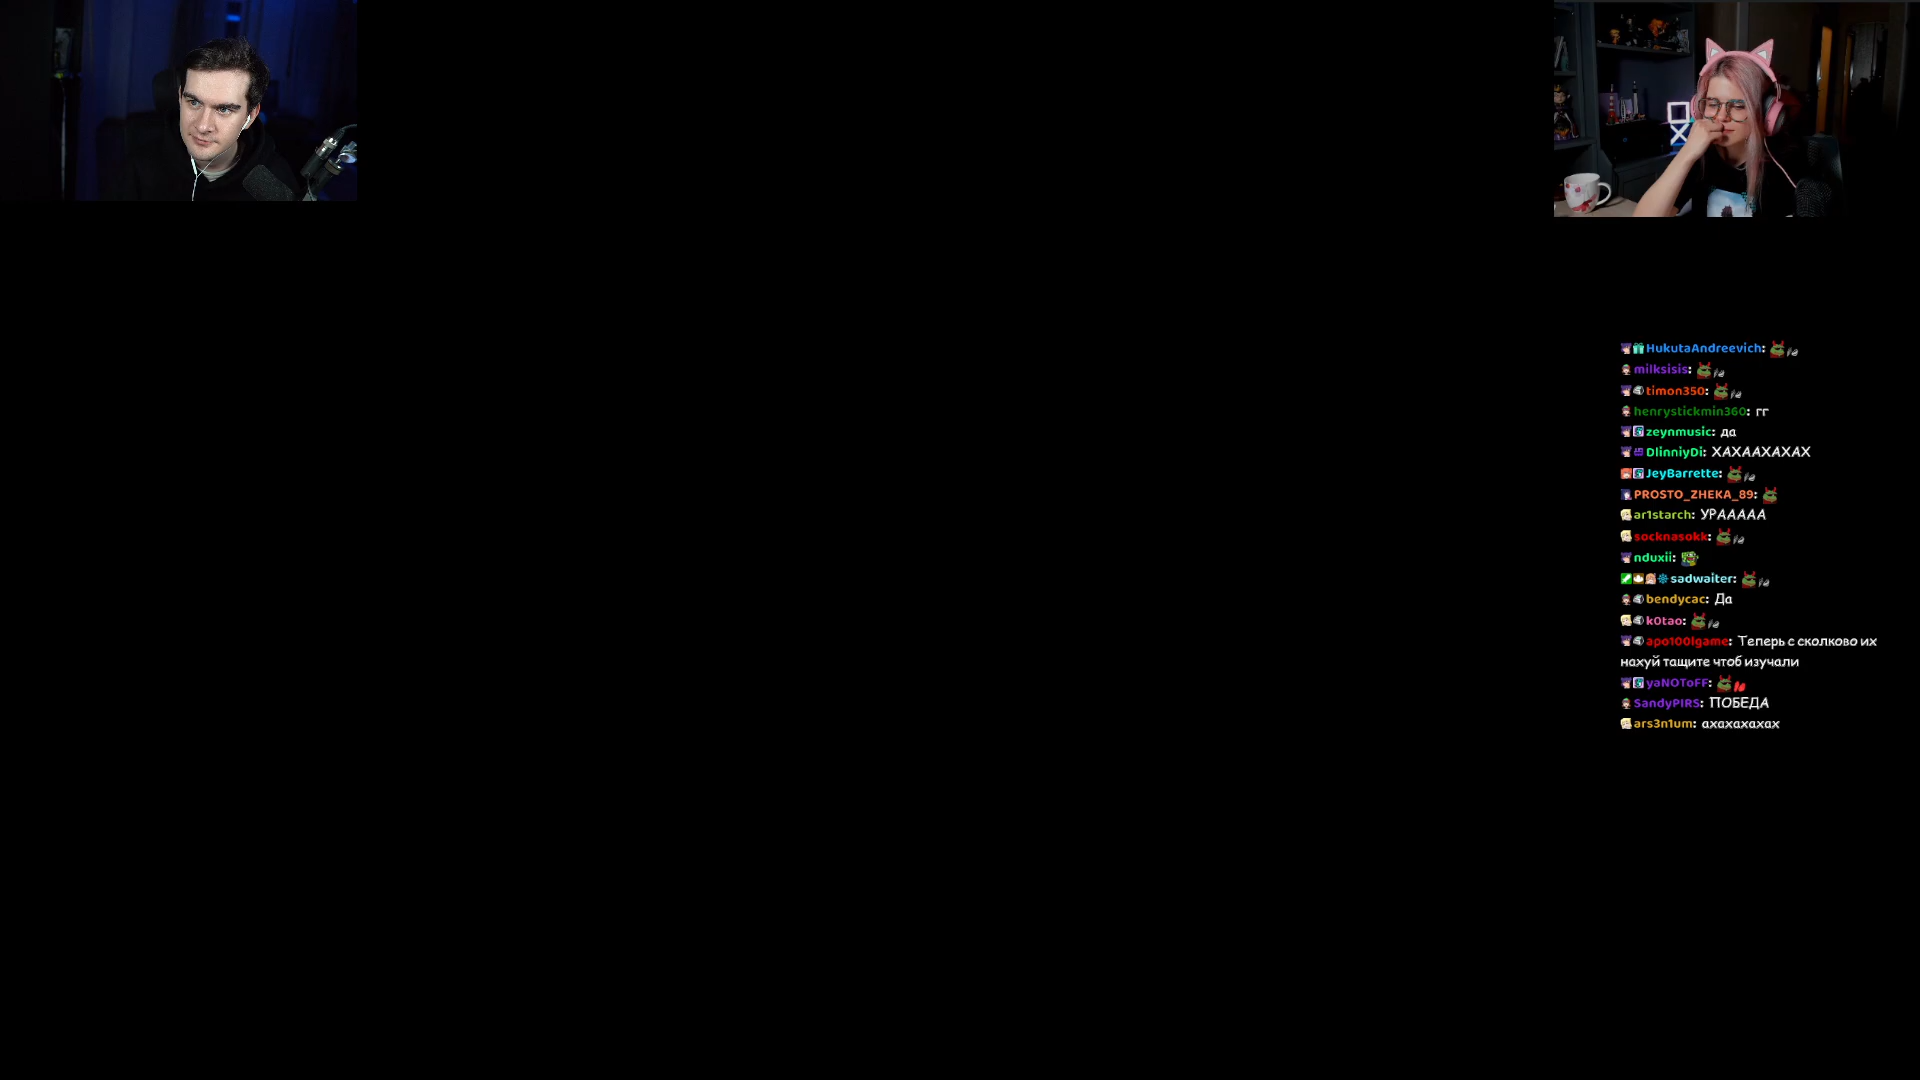 HukutaAndreevich:
milksisis:
timon350:
henrystickmin360: гг
zeynmusic: да
DlinniyDi: ХАХААХАХАХ
JeyBarrette:
PROSTO_ZHEKA_89:
ar1starch: УРААААА
socknasokk:
nduxii:
sadwaiter:
bendycac: Да
k0tao:
apo100lgame: Теперь с сколково их
нахуй тащите чтоб изучали
yaNOToFF:
SandyPIRS: ПОБЕДА
ars3n1um: ахахахахах